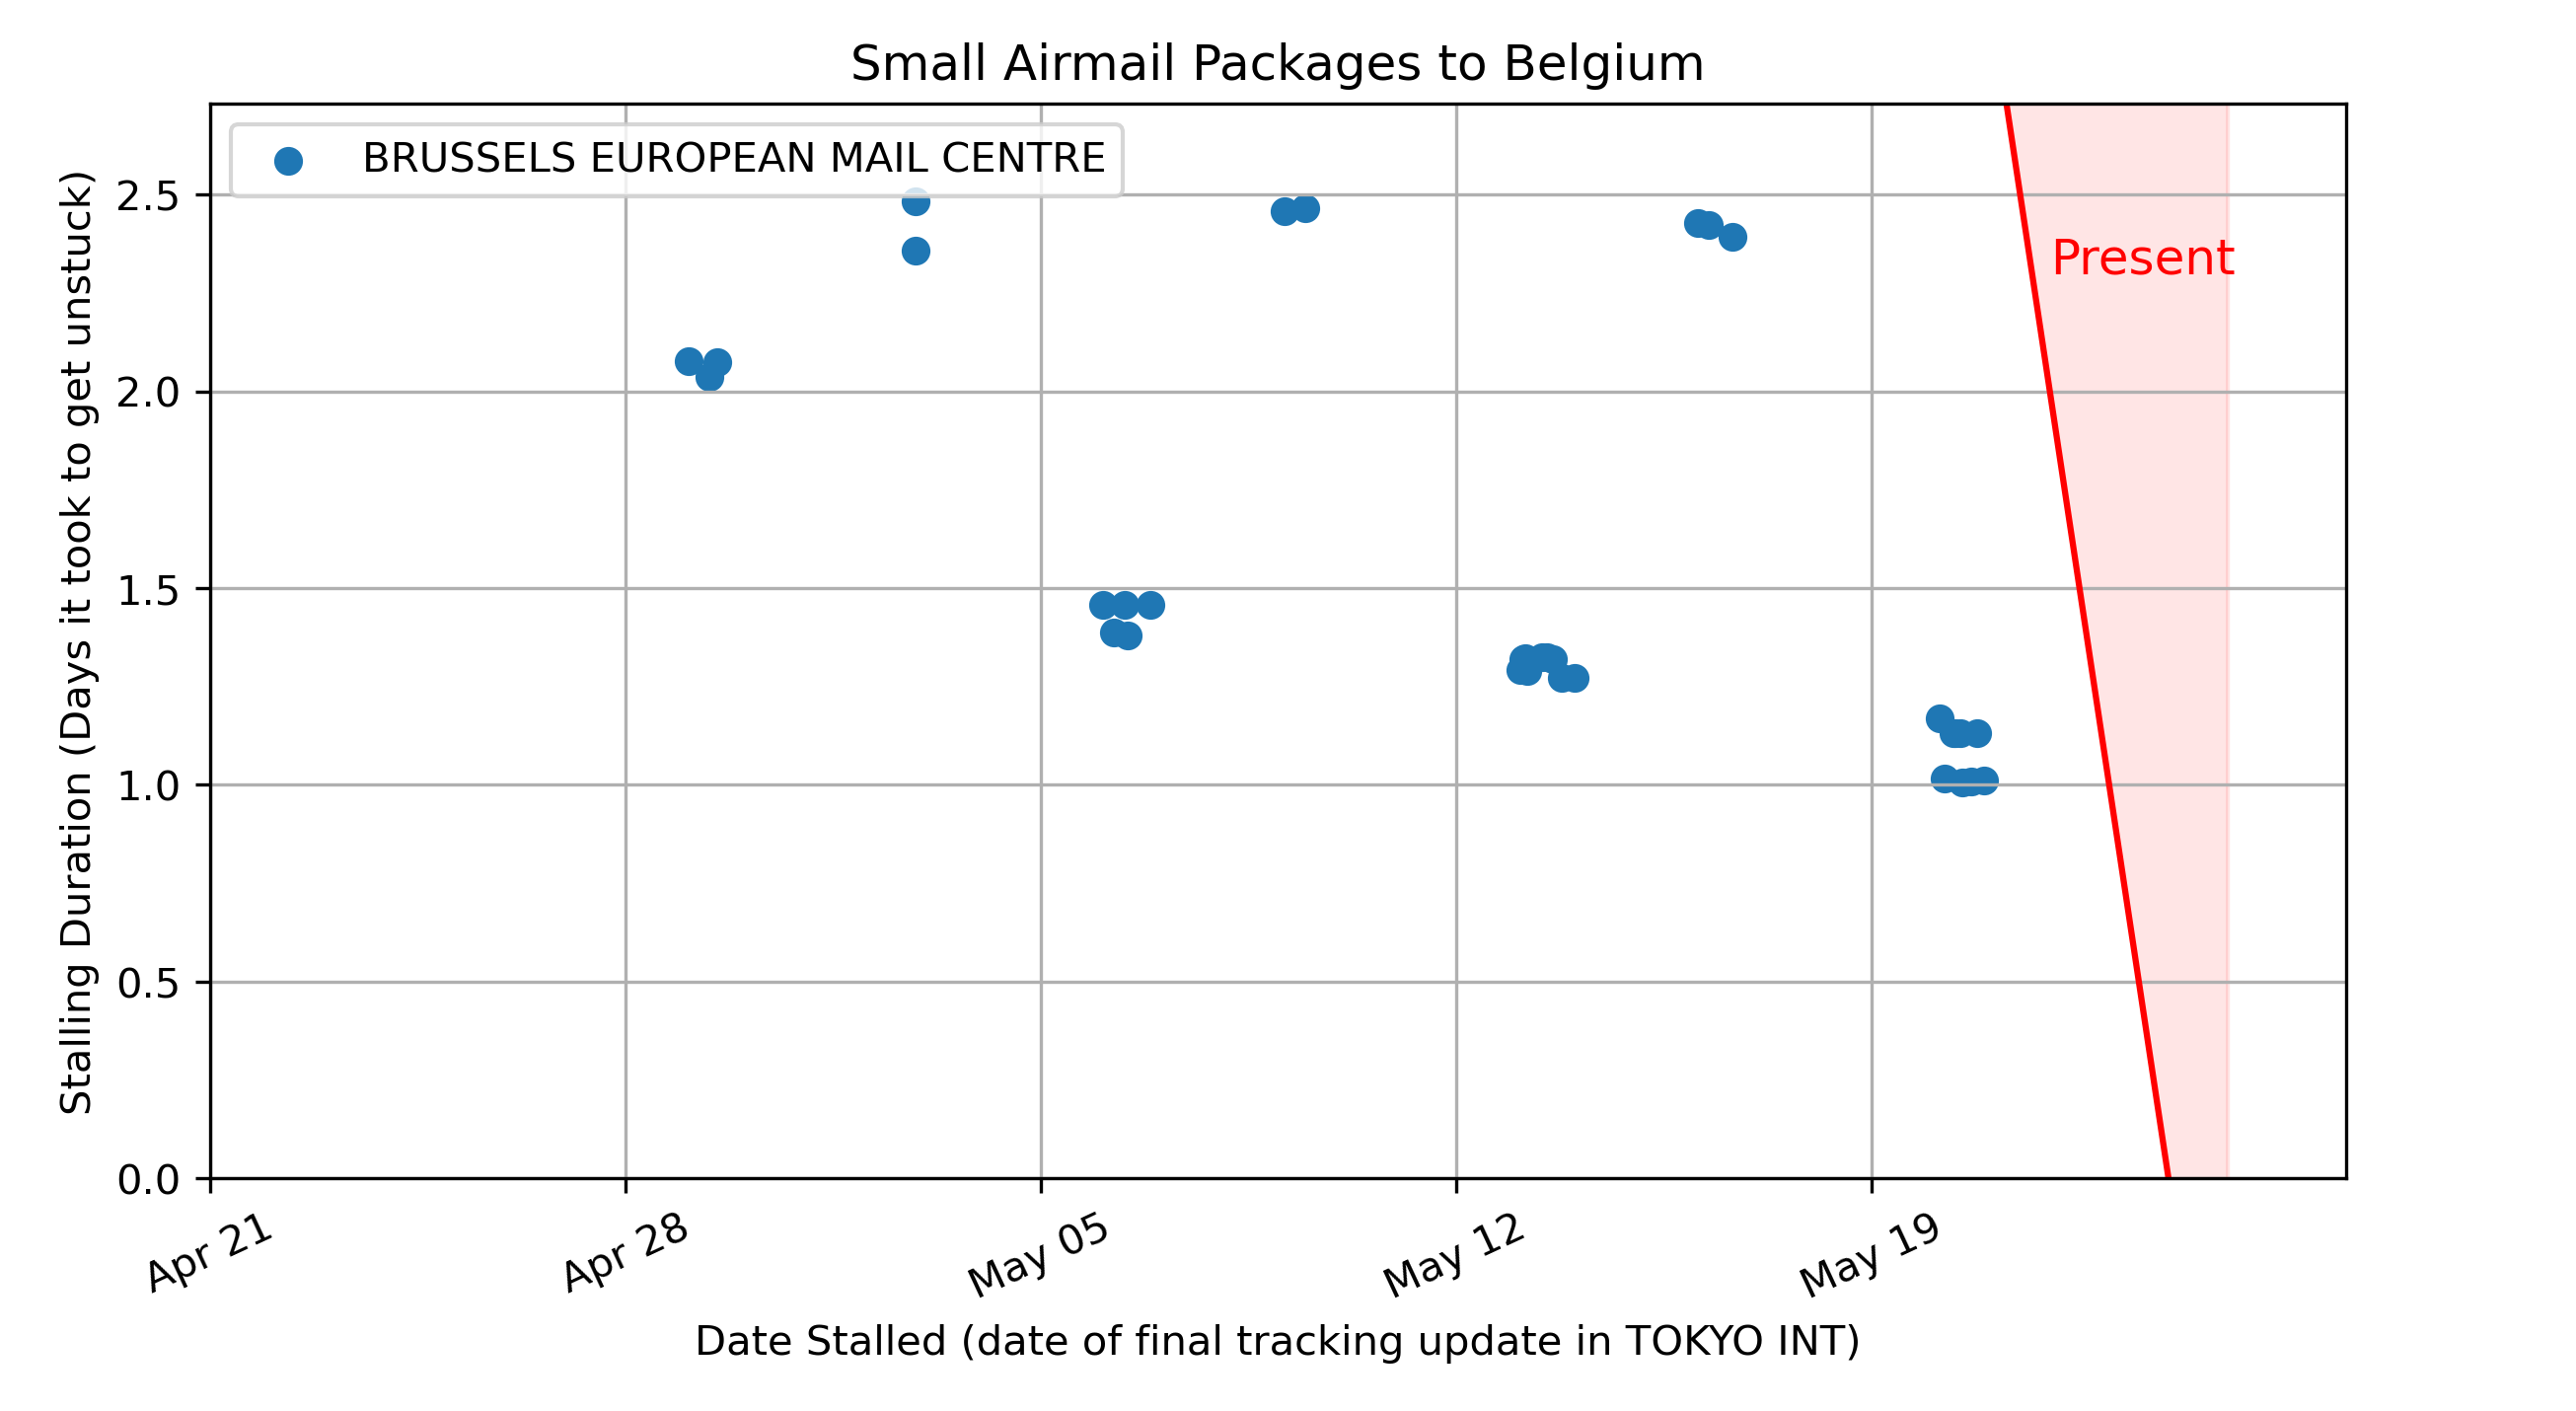 Small Airmail Packages to Belgium
BRUSSELS EUROPEAN MAIL CENTRE
Present
Stalling Duration (Days it took to get unstuck)
2.5
2.0
1.5
1.0
0.5
0.0
Apr 21
Apr 28
May 05
May 12
May 19
Date Stalled (date of final tracking update in TOKYO INT)